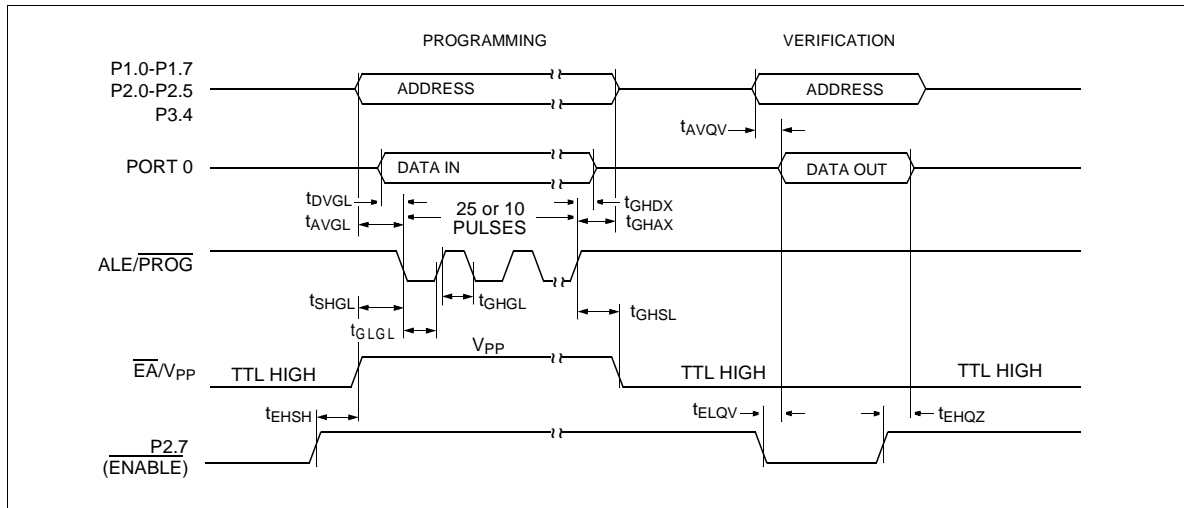 PROGRAMMING VERIFICATION
P1.0-P1.7
P2.0-P2.5
P3.4
ADDRESS ADDRESS
tAVQV
PORT 0 DATA IN DATA OUT
tDVGL
tAVGL
25 or 10
PULSES
tGHDX
tGHAX
ALE/PROG
tSHGL
tGHGL
tGLGL
tGHSL
EA/VPP
TTL HIGH VPP TTL HIGH TTL HIGH
tEHSH
tELQV
tEHQZ
P2.7
(ENABLE)